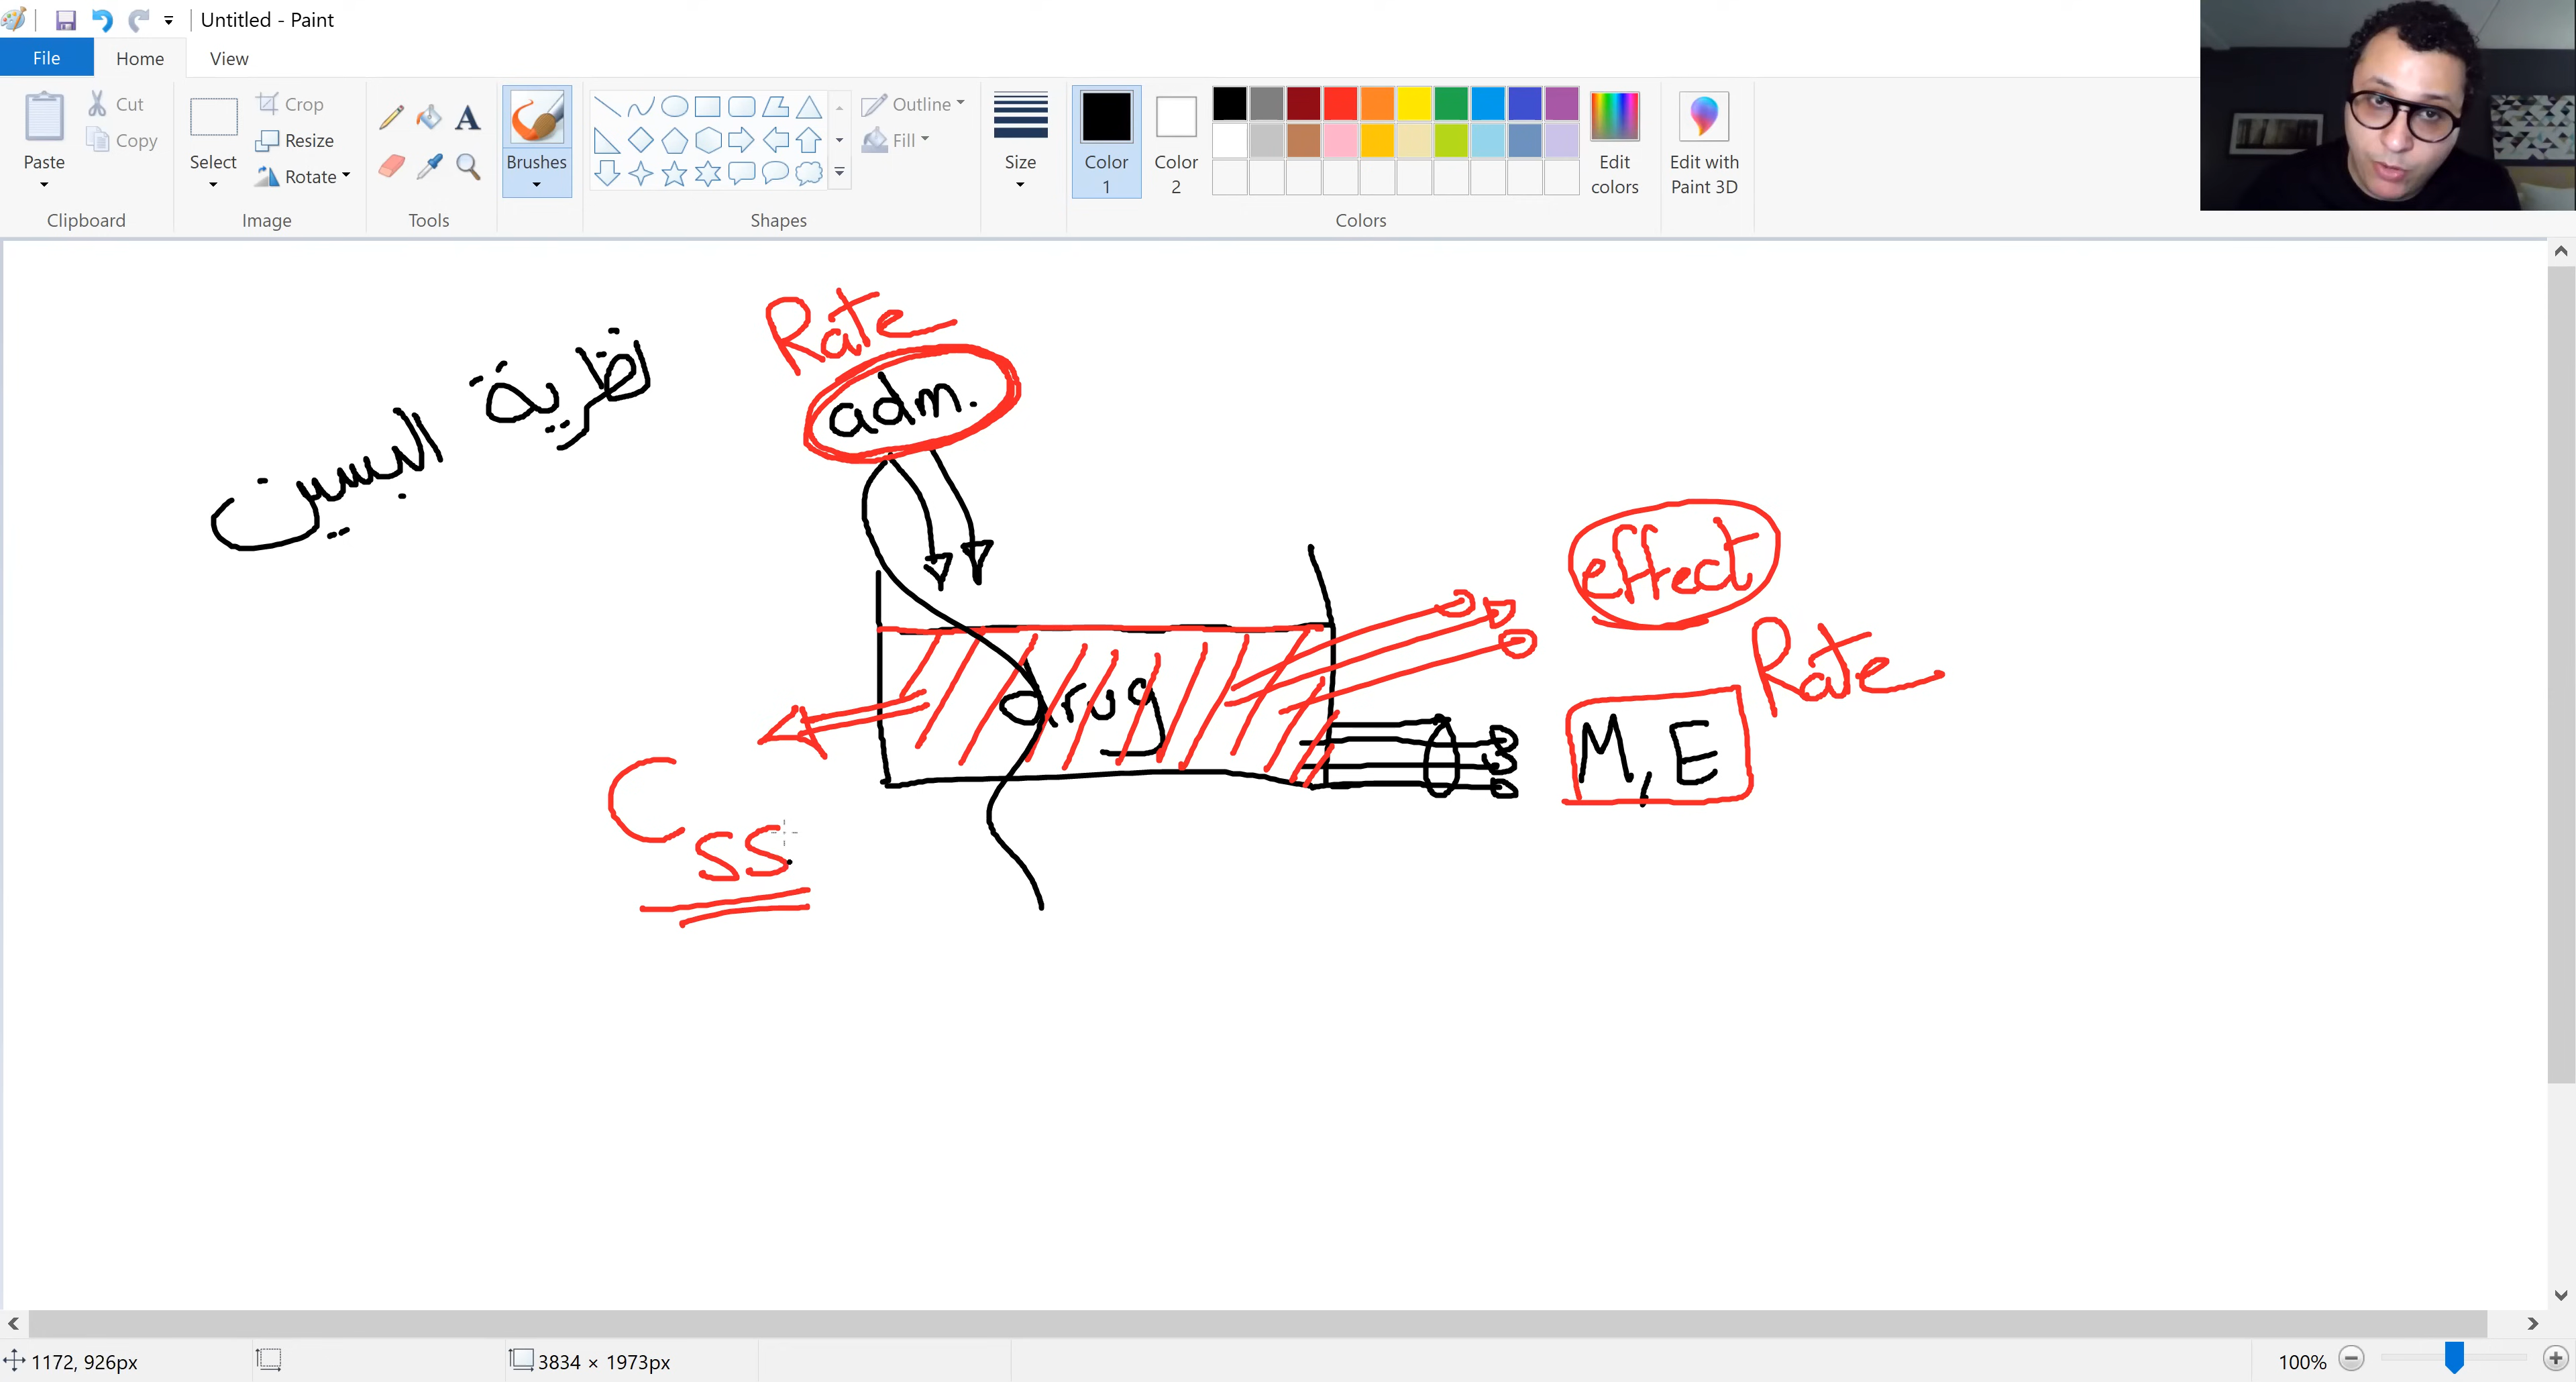 Untitled - Paint
File Home View
Paste
Cut
Copy
Clipboard
Select
Crop
Resize
Rotate
Image
Tools
Brushes
Shapes
Outline
Fill
Size
Color 1
Color 2
Edit colors
Colors
Edit with Paint 3D
Rate
adm.
نظرية البسين
effect
Rate
drug
M, E
Css
1172, 926px
3834 × 1973px
100%